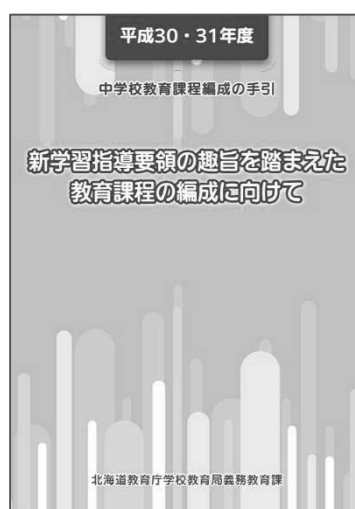 平成30・31年度
中学校教育課程編成の手引
新学習指導要領の趣旨を踏まえた
教育課程の編成に向けて
北海道教育庁学校教育局義務教育課